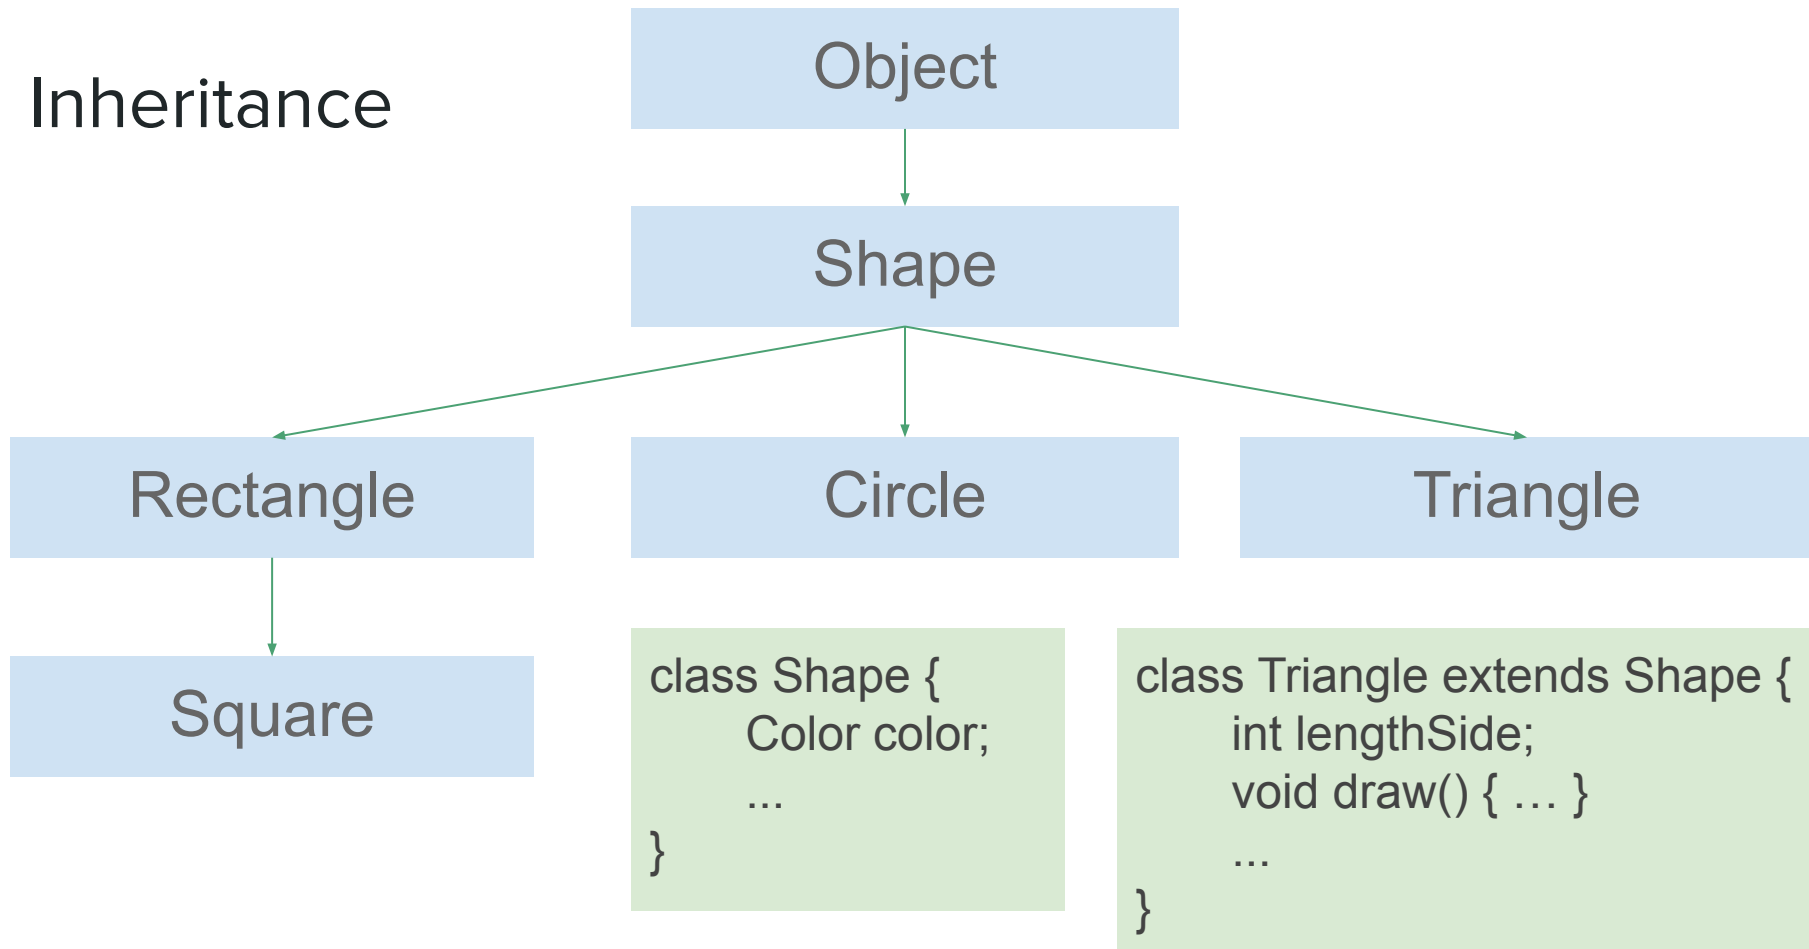 Inheritance
Object
Shape
Rectangle
Circle
Triangle
Square
class Shape {
Color color;
...
}
class Triangle extends Shape {
int lengthSide;
void draw() { … }
...
}